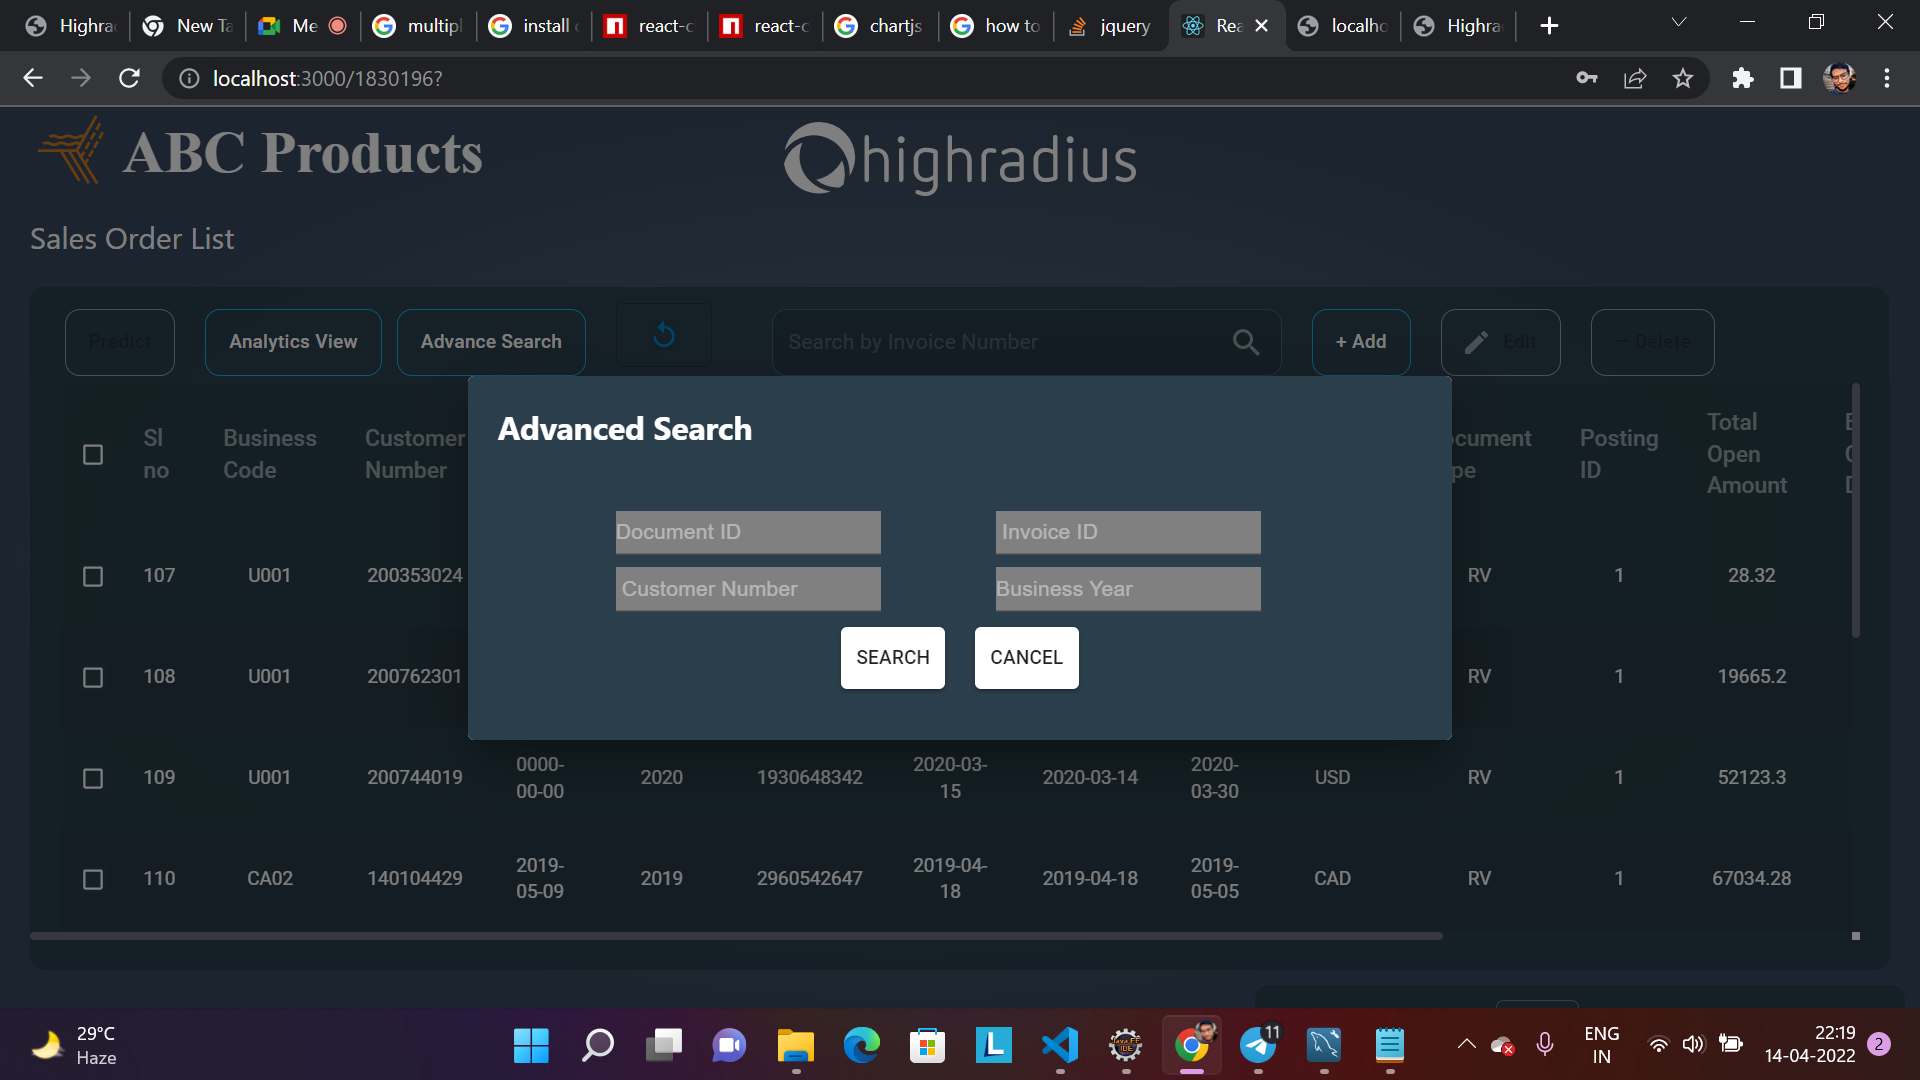 Highra
New Ta
Me
multipl
install c
react-c
react-c
chartjs
how to
jquery
Rea
localho
Highra
localhost:3000/1830196?
ABC Products
highradius
Sales Order List
Predict
Analytics View
Advance Search
Search by Invoice Number
+ Add
Edit
− Delete
Sl no
Business Code
Customer Number
ocument
pe
Posting ID
Total Open Amount
Advanced Search
Document ID
Invoice ID
Customer Number
Business Year
SEARCH
CANCEL
107 U001 200353024 RV 1 28.32
108 U001 200762301 RV 1 19665.2
109 U001 200744019 0000-00-00 2020 1930648342 2020-03-15 2020-03-14 2020-03-30 USD RV 1 52123.3
110 CA02 140104429 2019-05-09 2019 2960542647 2019-04-18 2019-04-18 2019-05-05 CAD RV 1 67034.28
29°C
Haze
L
11
ENG
IN
22:19
14-04-2022
2